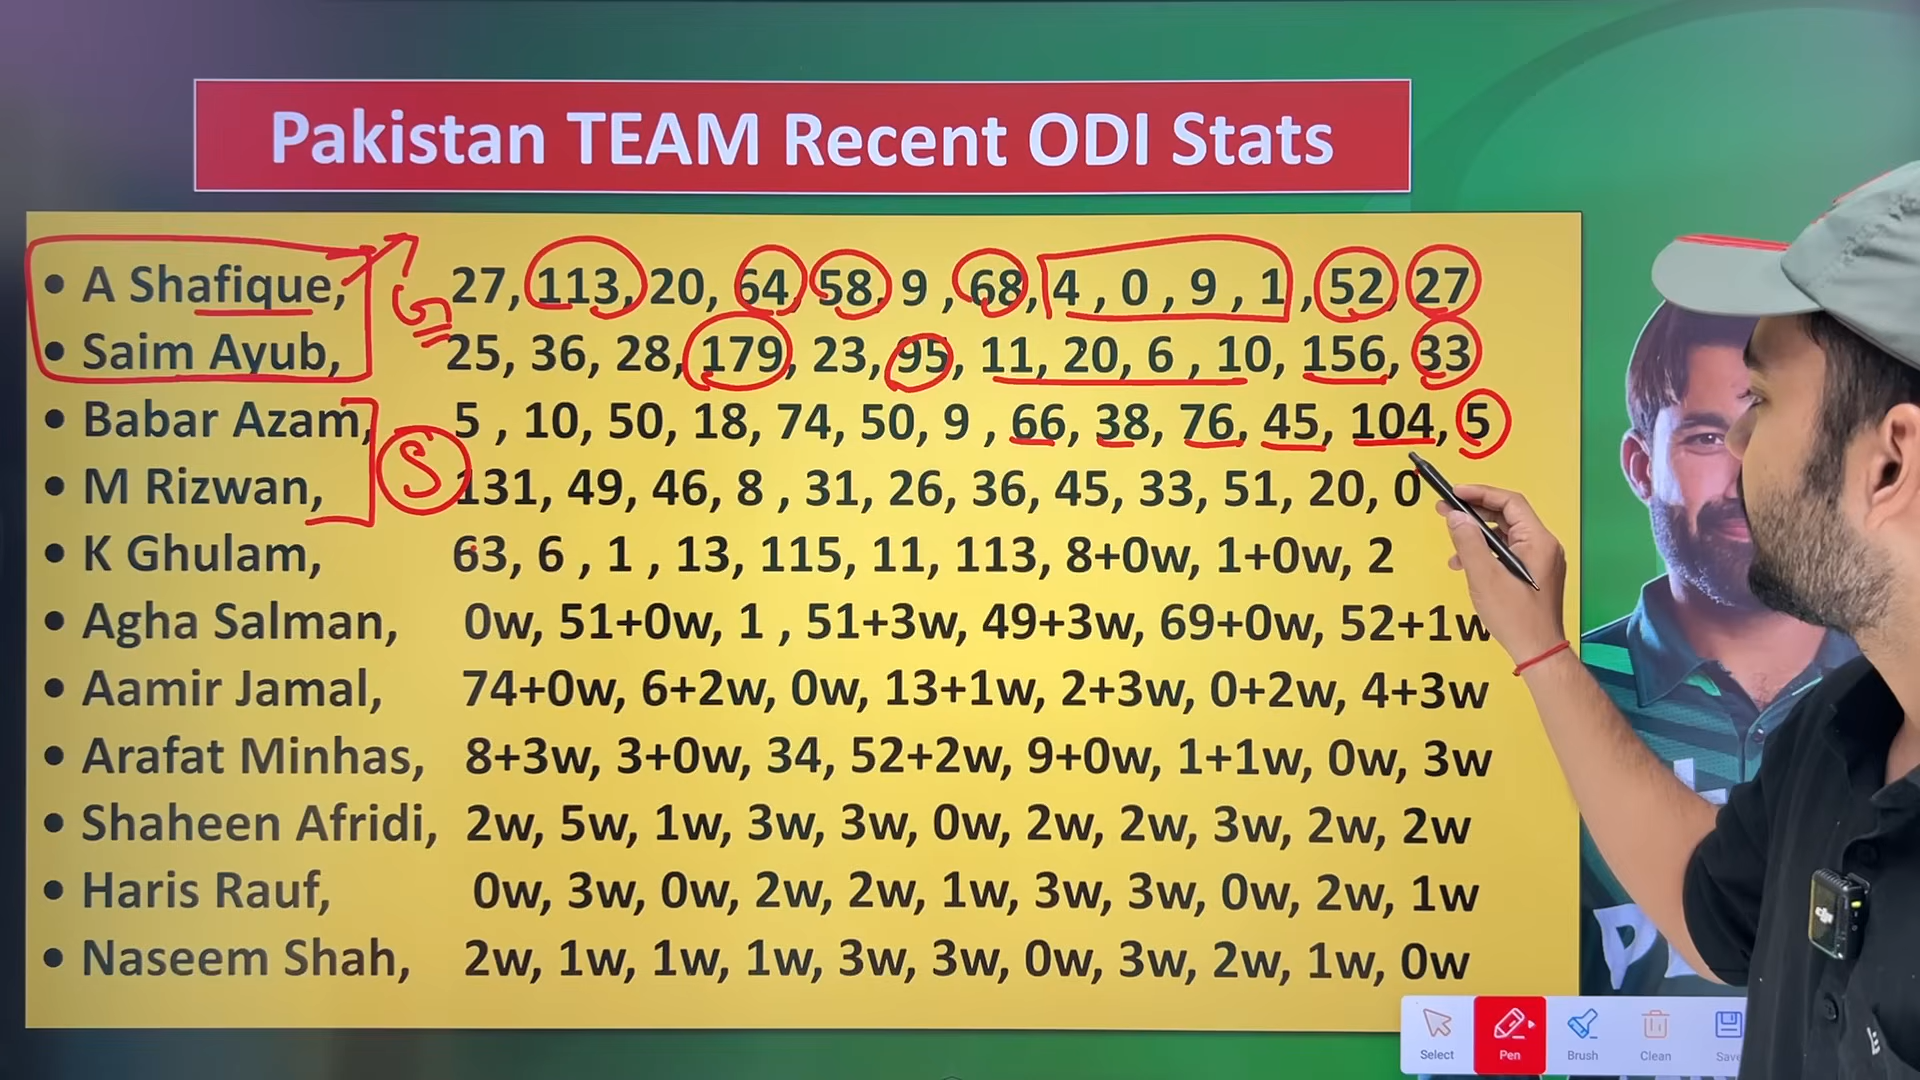 Pakistan TEAM Recent ODI Stats
• A Shafique, G 27, 113, 20, 64, 58, 9 , 68, 4 , 0 , 9 , 1 , 52, 27
• Saim Ayub, 25, 36, 28, 179, 23, 95, 11, 20, 6 , 10, 156, 33
• Babar Azam, 5 , 10, 50, 18, 74, 50, 9 , 66, 38, 76, 45, 104, 5
• M Rizwan, S 131, 49, 46, 8 , 31, 26, 36, 45, 33, 51, 20, 0
• K Ghulam, 63, 6 , 1 , 13, 115, 11, 113, 8+0w, 1+0w, 2
• Agha Salman, 0w, 51+0w, 1 , 51+3w, 49+3w, 69+0w, 52+1w
• Aamir Jamal, 74+0w, 6+2w, 0w, 13+1w, 2+3w, 0+2w, 4+3w
• Arafat Minhas, 8+3w, 3+0w, 34, 52+2w, 9+0w, 1+1w, 0w, 3w
• Shaheen Afridi, 2w, 5w, 1w, 3w, 3w, 0w, 2w, 2w, 3w, 2w, 2w
• Haris Rauf, 0w, 3w, 0w, 2w, 2w, 1w, 3w, 3w, 0w, 2w, 1w
• Naseem Shah, 2w, 1w, 1w, 1w, 3w, 3w, 0w, 3w, 2w, 1w, 0w
Select Pen Brush Clean Save
dji